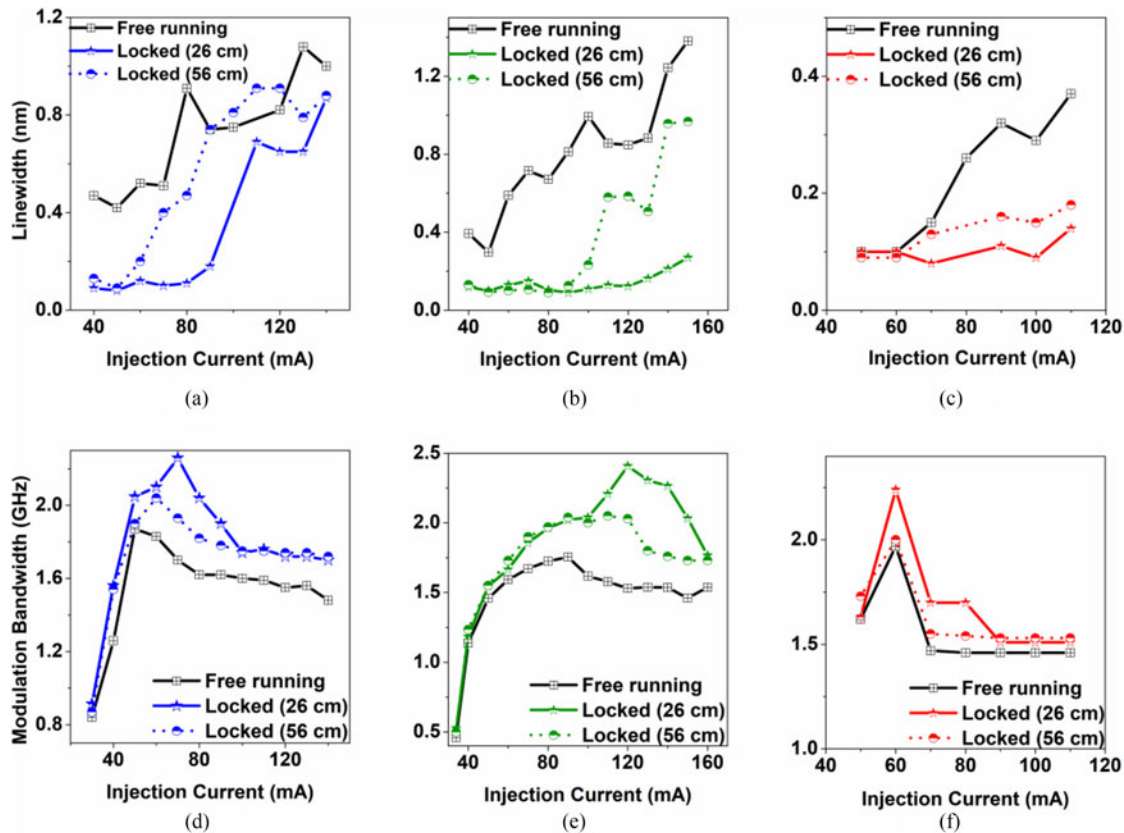 1.2
Free running
Locked (26 cm)
Locked (56 cm)
0.8
0.4
0.0
Linewidth (nm)
40 80 120
Injection Current (mA)
(a)
Free running
Locked (26 cm)
Locked (56 cm)
1.2
0.8
0.4
0.0
40 80 120 160
Injection Current (mA)
(b)
Free running
Locked (26 cm)
Locked (56 cm)
0.4
0.2
0.0
40 60 80 100 120
Injection Current (mA)
(c)
2.0
1.6
1.2
0.8
Modulation Bandwidth (GHz)
Free running
Locked (26 cm)
Locked (56 cm)
40 80 120
Injection Current (mA)
(d)
2.5
2.0
1.5
1.0
0.5
Free running
Locked (26 cm)
Locked (56 cm)
40 80 120 160
Injection Current (mA)
(e)
2.0
1.5
1.0
Free running
Locked (26 cm)
Locked (56 cm)
40 60 80 100 120
Injection Current (mA)
(f)